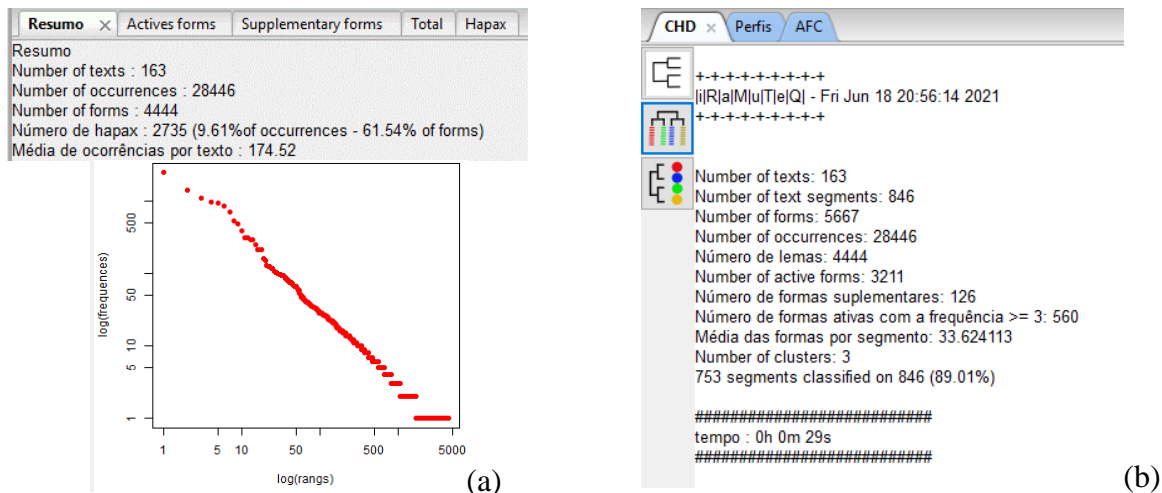 Resumo × Actives forms Supplementary forms Total Hapax
Resumo
Number of texts : 163
Number of occurrences : 28446
Number of forms : 4444
Número de hapax : 2735 (9.61%of occurrences - 61.54% of forms)
Média de ocorrências por texto : 174.52
log(frequences)
500
50
10
5
1
1 5 10 50 500 5000
log(rangs)
(a)
CHD × Perfis AFC
+-+-+-+-+-+-+-+-+
|i|R|a|M|u|T|e|Q| - Fri Jun 18 20:56:14 2021
+-+-+-+-+-+-+-+-+
Number of texts: 163
Number of text segments: 846
Number of forms: 5667
Number of occurrences: 28446
Número de lemas: 4444
Number of active forms: 3211
Número de formas suplementares: 126
Número de formas ativas com a frequência >= 3: 560
Média das formas por segmento: 33.624113
Number of clusters: 3
753 segments classified on 846 (89.01%)
###########################
tempo : 0h 0m 29s
###########################
(b)